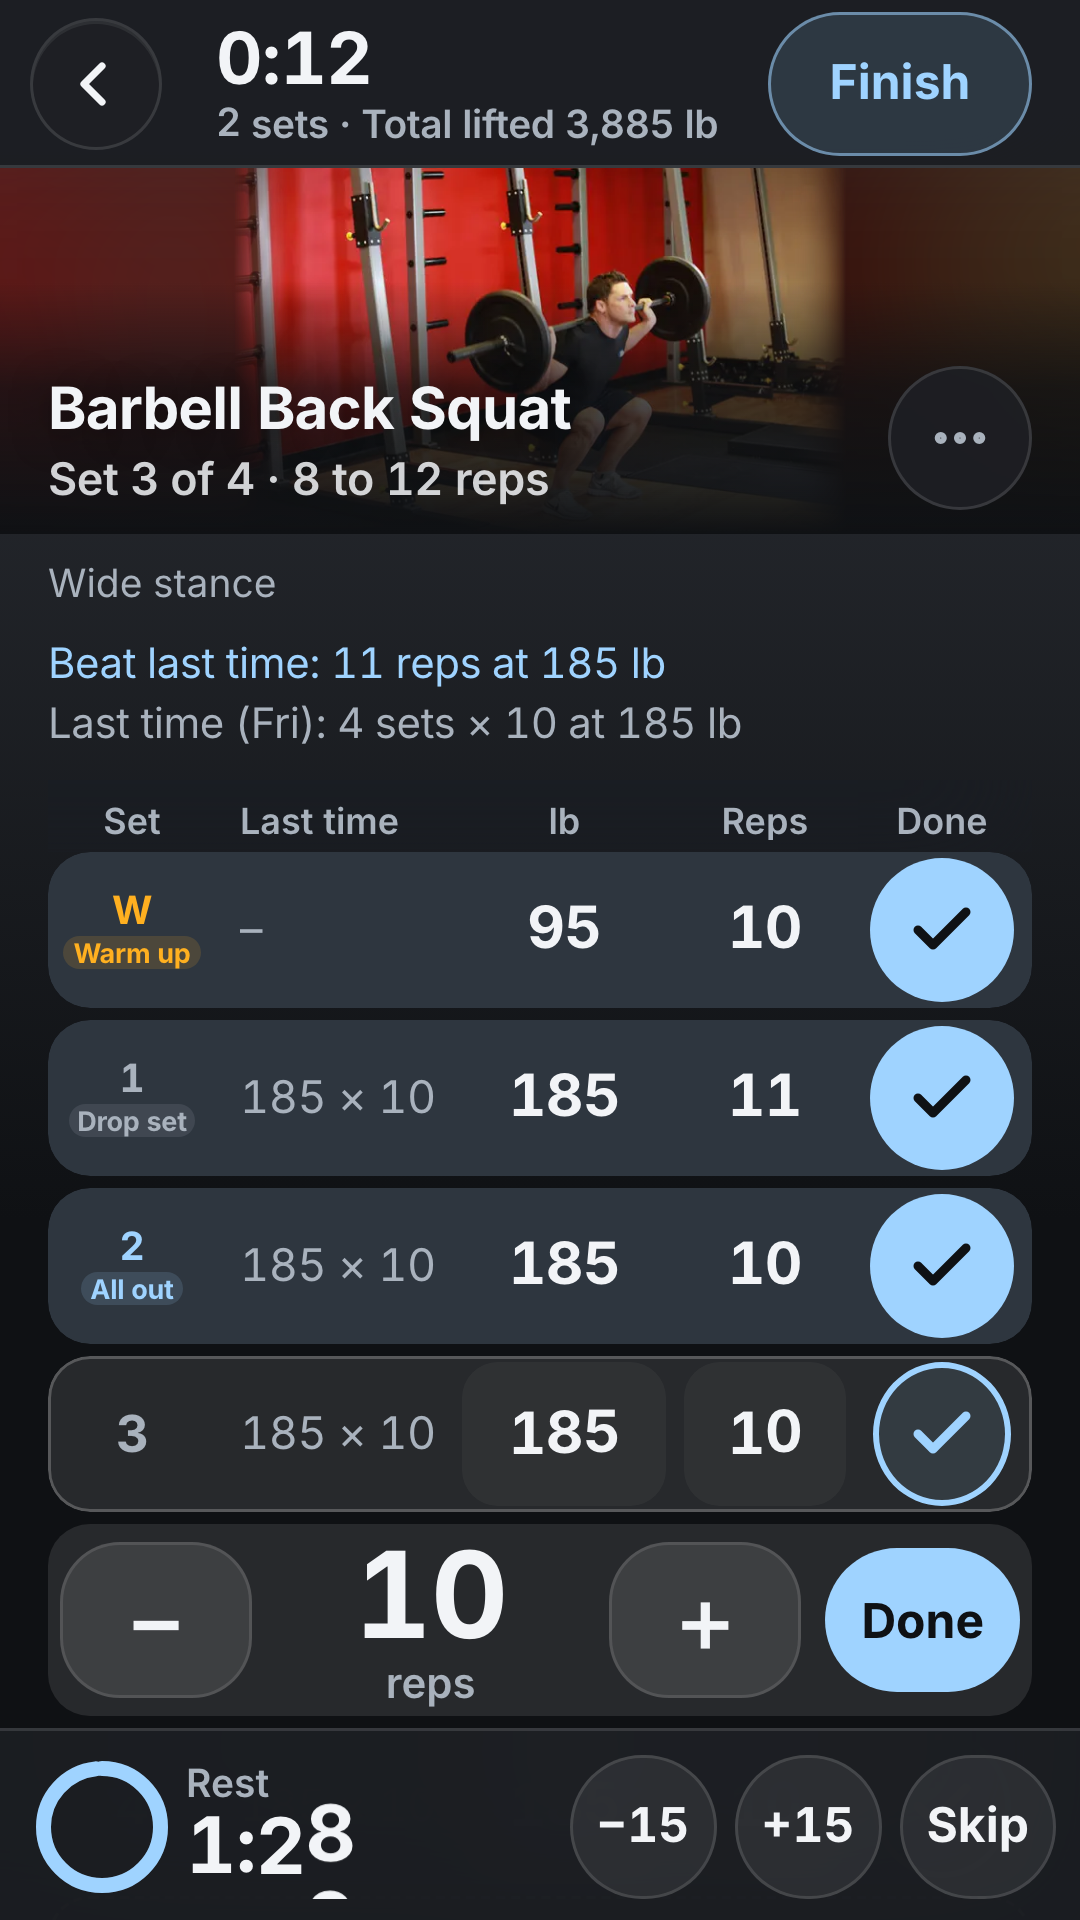 0:12
Finish
2 sets · Total lifted 3,885 lb
Barbell Back Squat
Set 3 of 4 · 8 to 12 reps
Wide stance
Beat last time: 11 reps at 185 lb
Last time (Fri): 4 sets × 10 at 185 lb
Set Last time lb Reps Done
W
Warm up
– 95 10
1
Drop set
185 × 10 185 11
2
All out
185 × 10 185 10
3 185 × 10 185 10
− 10 + Done
reps
Rest
1:28
−15 +15 Skip